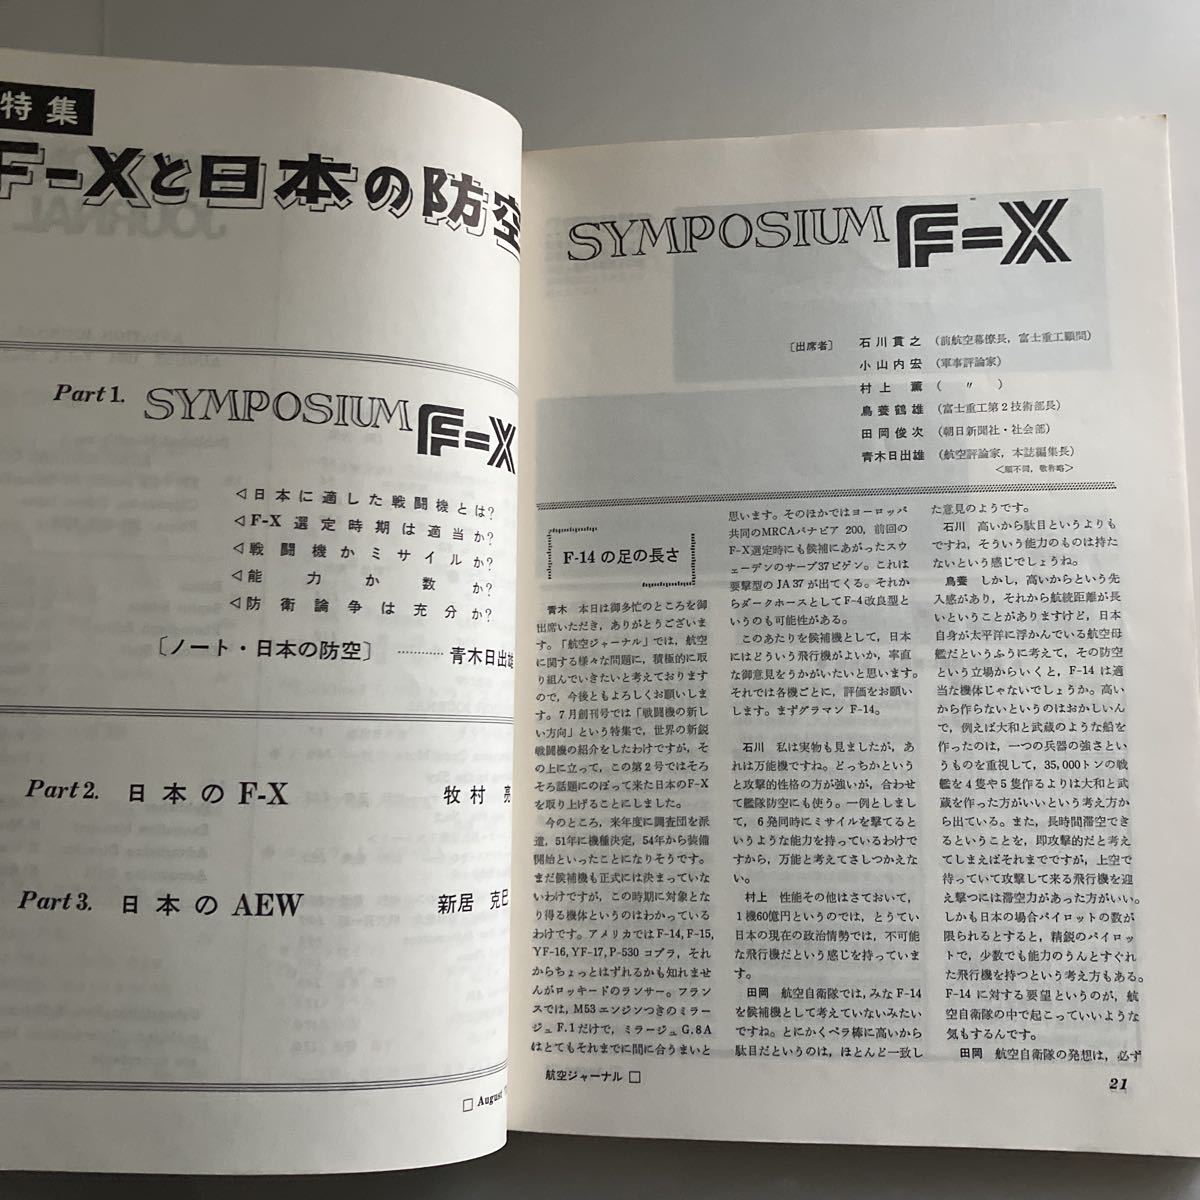 特集
F-Xと日本の防空
Part 1. SYMPOSIUM F-X
◁日本に適した戦闘機とは?
◁F-X 選定時期は適当か?
◁戦闘機かミサイルか?
◁能力か数か?
◁防衛論争は充分か?
〔ノート・日本の防空〕………… 青木日出雄
Part 2. 日本のF-X 牧村 亮
Part 3. 日本のAEW 新居 克巳
□ August
SYMPOSIUM F-X
〔出席者〕 石川貫之 (前航空幕僚長,富士重工顧問)
小山内宏 (軍事評論家)
村上 薫 ( 〃 )
鳥養鶴雄 (富士重工第2技術部長)
田岡俊次 (朝日新聞社・社会部)
青木日出雄 (航空評論家,本誌編集長)
<順不同,敬称略>
F-14 の足の長さ
青木 本日は御多忙のところを御
出席いただき,ありがとうございま
す。「航空ジャーナル」では,航空
に関する様々な問題に,積極的に取
り組んでいきたいと考えております
ので,今後ともよろしくお願いしま
す。7月創刊号では「戦闘機の新し
い方向」という特集で,世界の新鋭
戦闘機の紹介をしたわけですが,そ
の上に立って,この第2号ではそろ
そろ話題にのぼって来た日本のF-X
を取り上げることにしました。
今のところ,来年度に調査団を派
遣,51年に機種決定,54年から装備
開始といったことになりそうです。
まだ候補も正式には決まっていな
いわけですが,この時期に対象とな
り得る機体というのはわかっている
わけです。アメリカではF-14, F-15,
YF-16, YF-17, P-530 コブラ,それ
からちょっとはずれるかも知れませ
んがロッキードのランサー。フラン
スでは, M53エンジンつきのミラー
ジュF.1だけで,ミラージュG.8A
はとてもそれまでに間に合うまいと
思います。そのほかではヨーロッパ
共同のMRCAパナビア 200,前回の
F-X選定時にも候補にあがったスウ
ェーデンのサーブ37ビゲン。これは
要撃型の JA 37 が出てくる。それか
らダークホースとしてF-4改良型と
いうのも可能性がある。
このあたりを候補機として,日本
にはどういう飛行機がよいか,率直
な御意見をうかがいたいと思います。
それでは各機ごとに,評価をお願い
します。まずグラマン F-14。
石川 私は実物も見ましたが,あ
れは万能機ですね。どっちかという
と攻撃的性格の方が強いが,合わせ
て艦隊防空にも使う。一例としまし
て,6発同時にミサイルを撃てると
いうような能力を持っているわけで
すから,万能と考えてさしつかえな
い。
村上 性能その他はさておいて,
1機60億円というのでは,とうてい
日本の現在の政治情勢では,不可能
な飛行機だという感じを持っていま
す。
田岡 航空自衛隊では,みなF-14
を候補機として考えていないみたい
ですね。とにかくベラ棒に高いから
駄目だというのは,ほとんど一致し
た意見のようです。
石川 高いから駄目というよりも
ですね,そういう能力のものは持た
ないという感じでしょうね。
鳥養 しかし,高いからという先
入感があり,それから航続距離が長
いということがありますけど,日本
自身が太平洋に浮かんでいる航空母
艦だというふうに考えて,その防空
という立場からいくと, F-14 は適
当な機体じゃないでしょうか。高い
から作らないというのはおかしいん
で,例えば大和と武蔵のような船を
作ったのは,一つの兵器の強さとい
うものを重視して,35,000トンの戦
艦を4隻や5隻作るよりは大和と武
蔵を作った方がいいという考え方か
ら出ている。また,長時間滞空でき
るということを,即攻撃的だと考え
てしまえばそれまでですが,上空で
待っていて攻撃して来る飛行機を迎
え撃つには滞空力があった方がいい。
しかも日本の場合パイロットの数が
限られるとすると,精鋭のパイロッ
トで,少数でも能力のうんとすぐれ
た飛行機を持つという考え方もある。
F-14 に対する要望というのが,航
空自衛隊の中で起こっていいような
気もするんです。
田岡 航空自衛隊の発想は,必ず
航空ジャーナル □
21